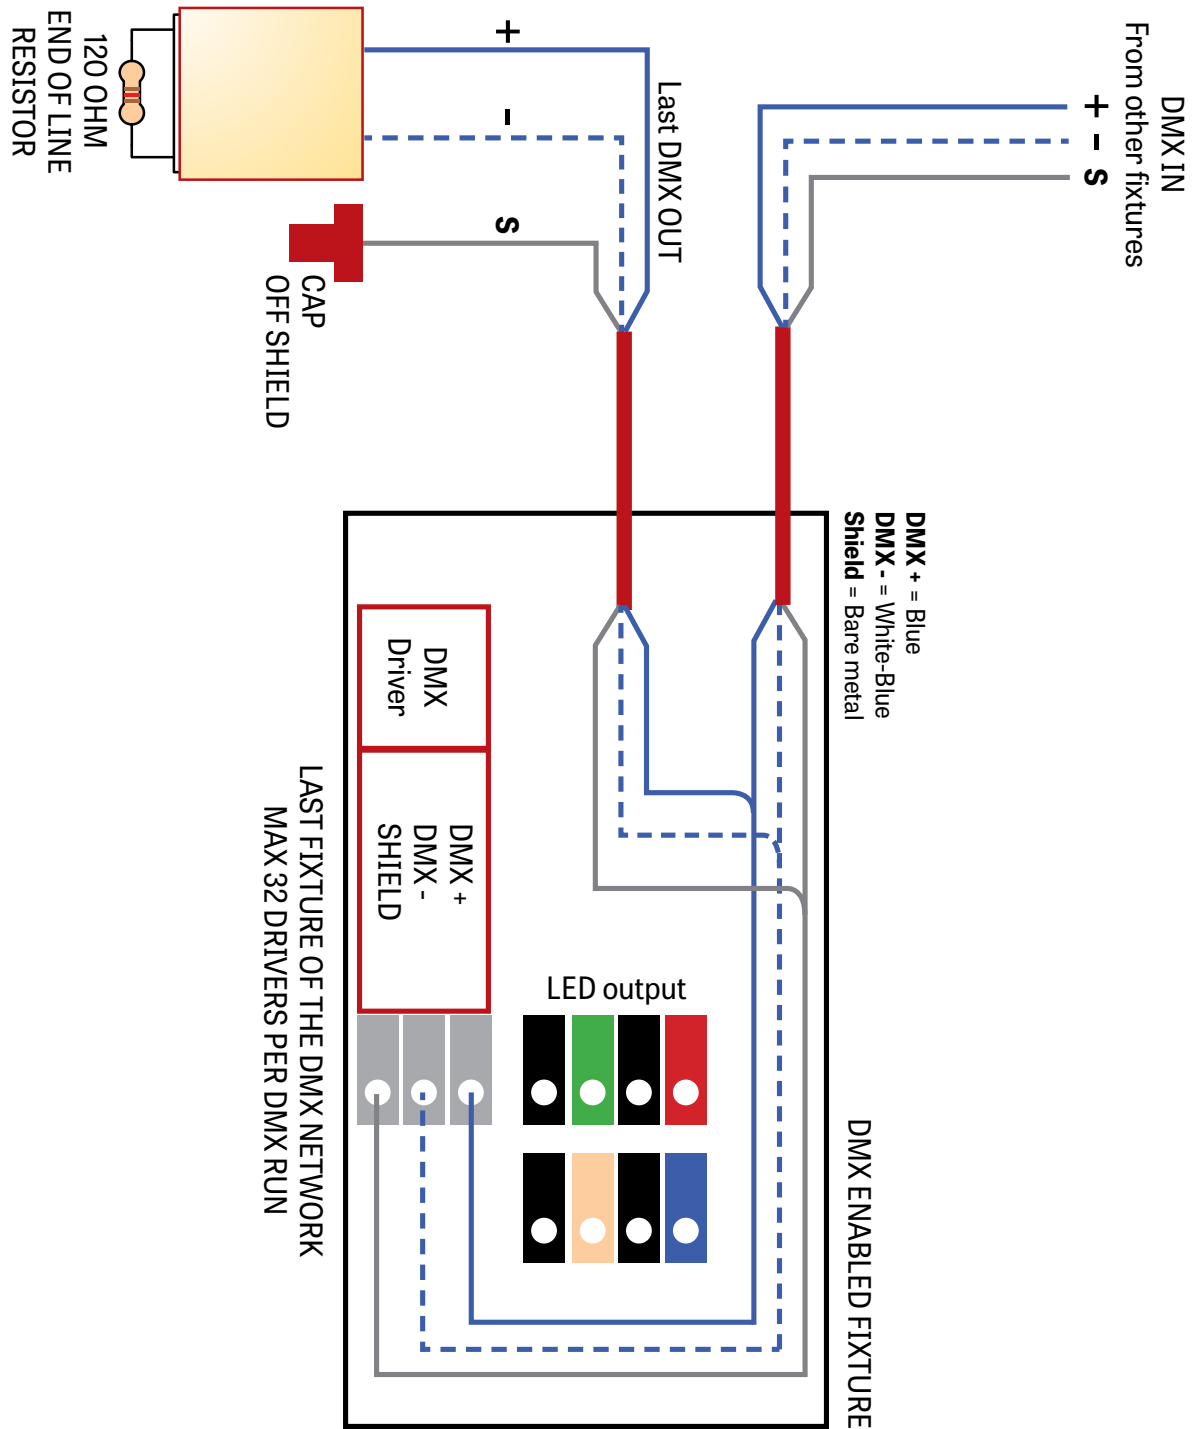 DMX IN
From other fixtures
+
-
S
Last DMX OUT
+
-
S
120 OHM
END OF LINE
RESISTOR
CAP
OFF SHIELD
DMX + = Blue
DMX - = White-Blue
Shield = Bare metal
DMX ENABLED FIXTURE
DMX
Driver
DMX +
DMX -
SHIELD
LED output
LAST FIXTURE OF THE DMX NETWORK
MAX 32 DRIVERS PER DMX RUN